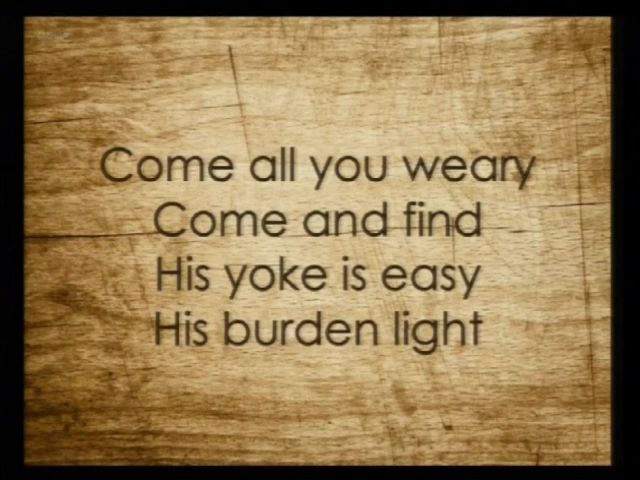 Come all you weary
Come and find
His yoke is easy
His burden light